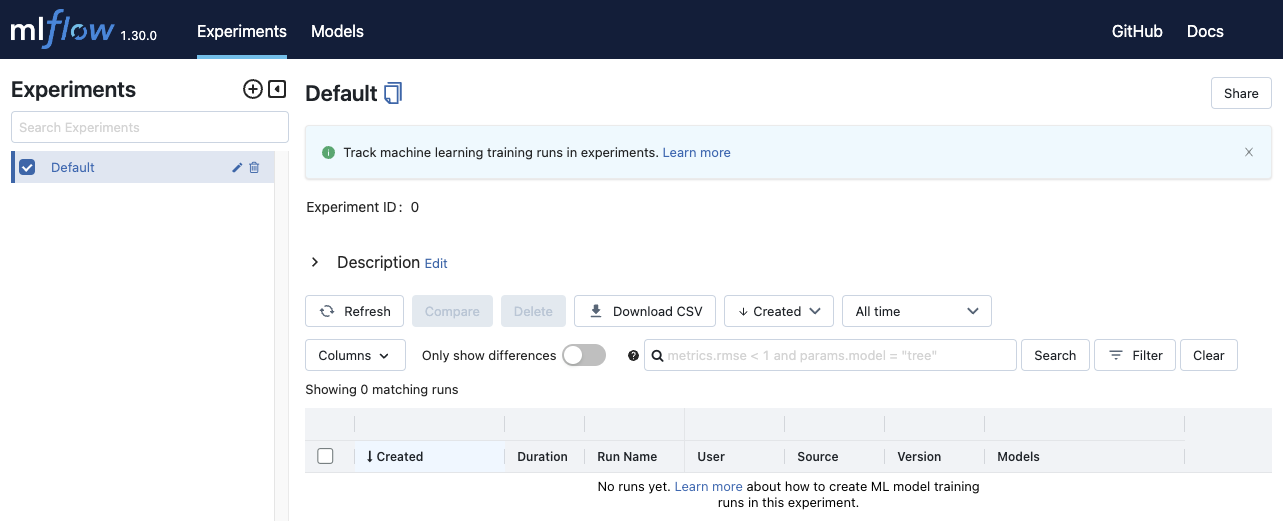 mlflow 1.30.0 Experiments Models GitHub Docs
Experiments
Search Experiments
Default
Default
Share
Track machine learning training runs in experiments. Learn more
Experiment ID: 0
Description Edit
Refresh Compare Delete Download CSV ↓ Created All time
Columns Only show differences metrics.rmse < 1 and params.model = "tree" Search Filter Clear
Showing 0 matching runs
↓ Created Duration Run Name User Source Version Models
No runs yet. Learn more about how to create ML model training
runs in this experiment.